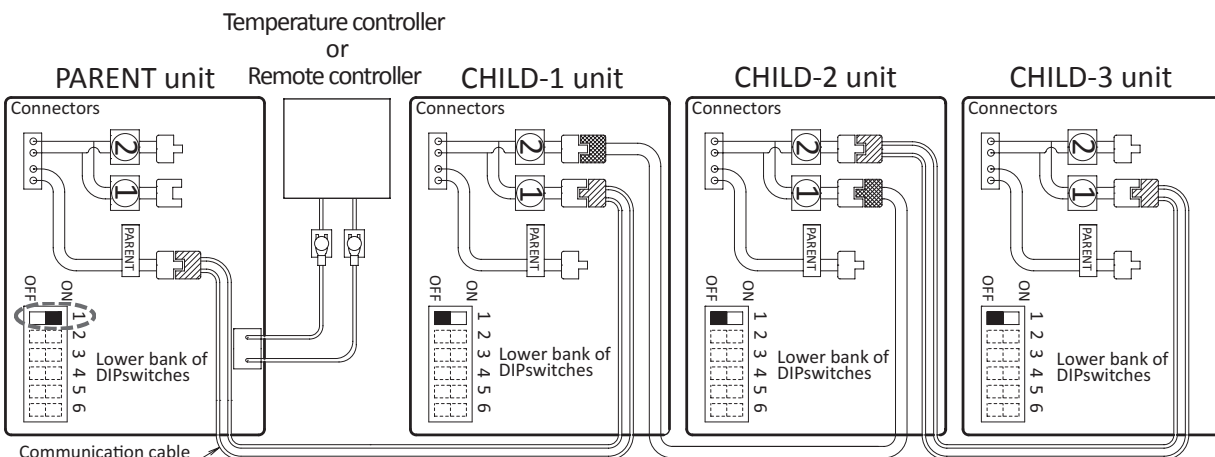 Temperature controller
or
Remote controller
PARENT unit
CHILD-1 unit
CHILD-2 unit
CHILD-3 unit
Connectors
2
1
PARENT
OFF
ON
1
2
3
4
5
6
Lower bank of
DIPswitches
Connectors
2
1
PARENT
OFF
ON
1
2
3
4
5
6
Lower bank of
DIPswitches
Connectors
2
1
PARENT
OFF
ON
1
2
3
4
5
6
Lower bank of
DIPswitches
Connectors
2
1
PARENT
OFF
ON
1
2
3
4
5
6
Lower bank of
DIPswitches
Communication cable